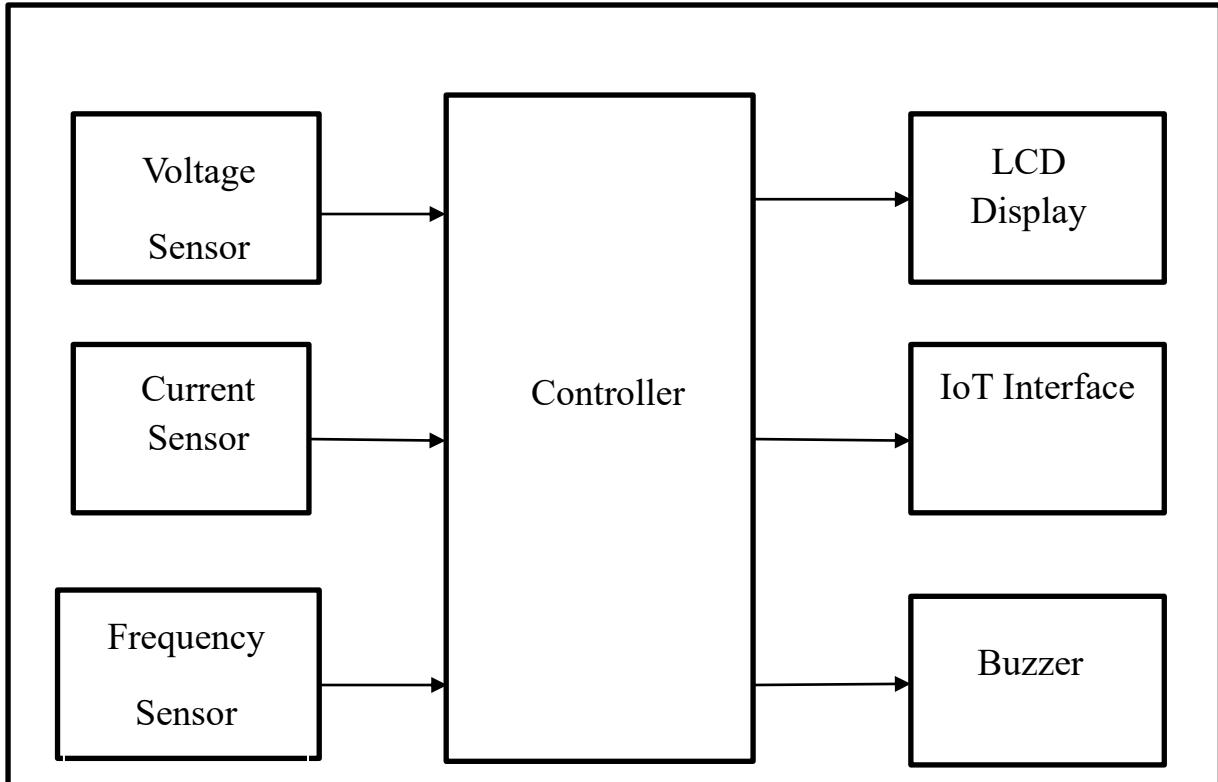 Voltage
Sensor
Current
Sensor
Frequency
Sensor
Controller
LCD
Display
IoT Interface
Buzzer